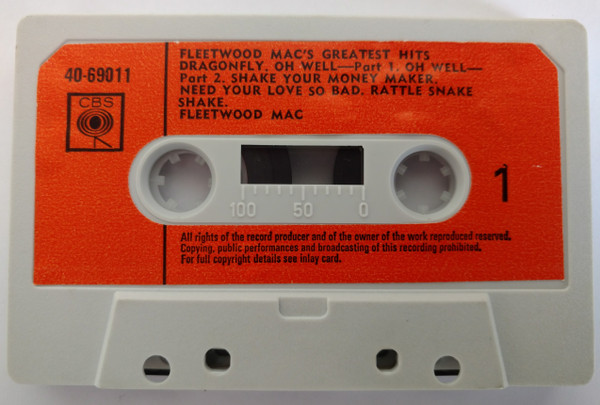 40-69011
CBS
FLEETWOOD MAC'S GREATEST HITS
DRAGONFLY. OH WELL—Part 1. OH WELL—
Part 2. SHAKE YOUR MONEY MAKER.
NEED YOUR LOVE SO BAD. RATTLE SNAKE
SHAKE.
FLEETWOOD MAC
100 50 0
1
All rights of the record producer and of the owner of the work reproduced reserved.
Copying, public performances and broadcasting of this recording prohibited.
For full copyright details see inlay card.